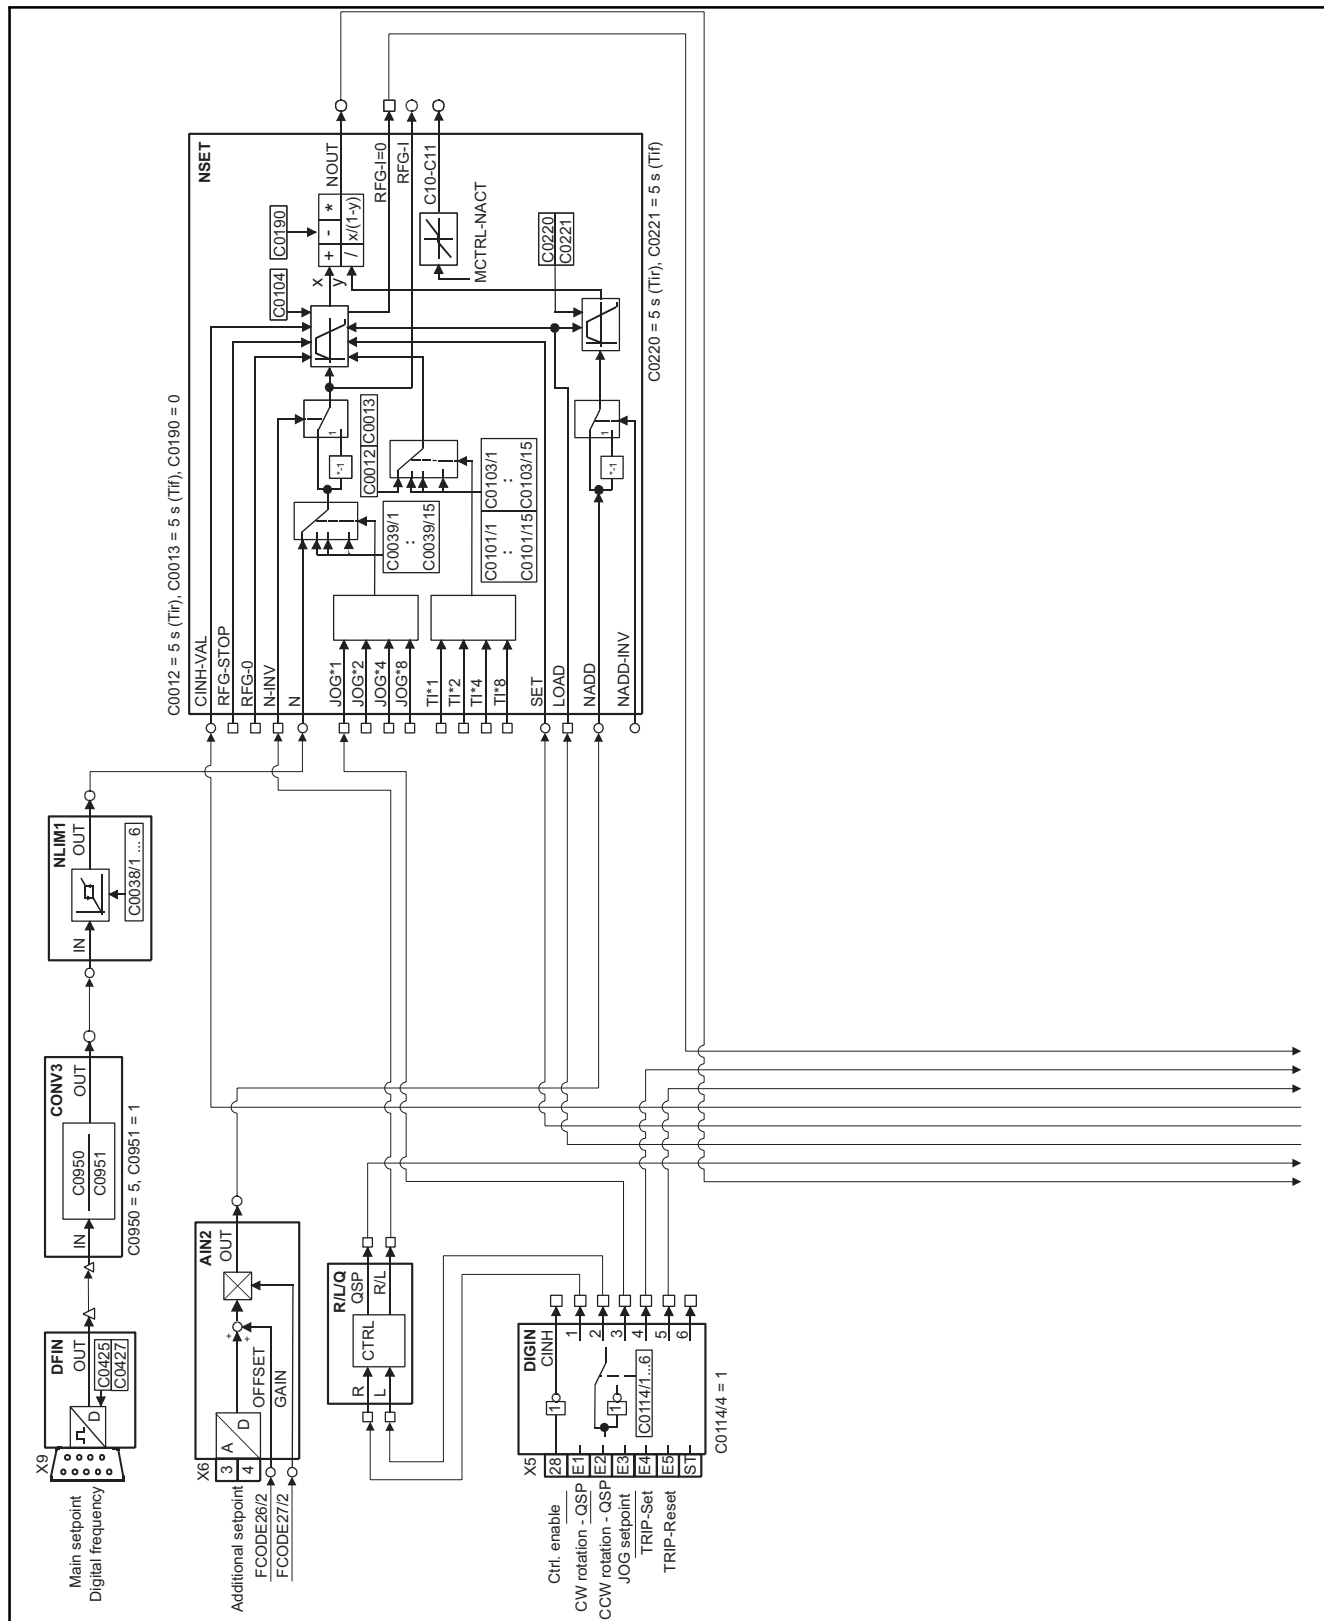 X9
Main setpoint
Digital frequency
DFIN
OUT
D
C0425
C0427
CONV3
IN
C0950
C0951
OUT
C0950 = 5, C0951 = 1
NLIM1
IN
OUT
C0038/1 ... 6
X6
3
4
Additional setpoint
FCODE26/2
FCODE27/2
AIN2
A
D
OFFSET
GAIN
+
+
OUT
R/L/Q
R
L
CTRL
QSP
R/L
X5
28
E1
E2
E3
E4
E5
ST
Ctrl. enable
CW rotation - QSP
CCW rotation - QSP
JOG setpoint
TRIP-Set
TRIP-Reset
DIGIN
CINH
1
1
1
2
3
4
5
6
C0114/1...6
C0114/4 = 1
C0012 = 5 s (Tir), C0013 = 5 s (Tif), C0190 = 0
NSET
CINH-VAL
RFG-STOP
RFG-0
N-INV
N
JOG*1
JOG*2
JOG*4
JOG*8
TI*1
TI*2
TI*4
TI*8
SET
LOAD
NADD
NADD-INV
C0039/1
:
C0039/15
*-1
1
C0012
C0013
C0101/1
:
C0101/15
C0103/1
:
C0103/15
*-1
1
C0104
C0190
x
y
+
-
*
/
x/(1-y)
NOUT
RFG-I=0
RFG-I
C10-C11
MCTRL-NACT
C0220
C0221
C0220 = 5 s (Tir), C0221 = 5 s (Tif)